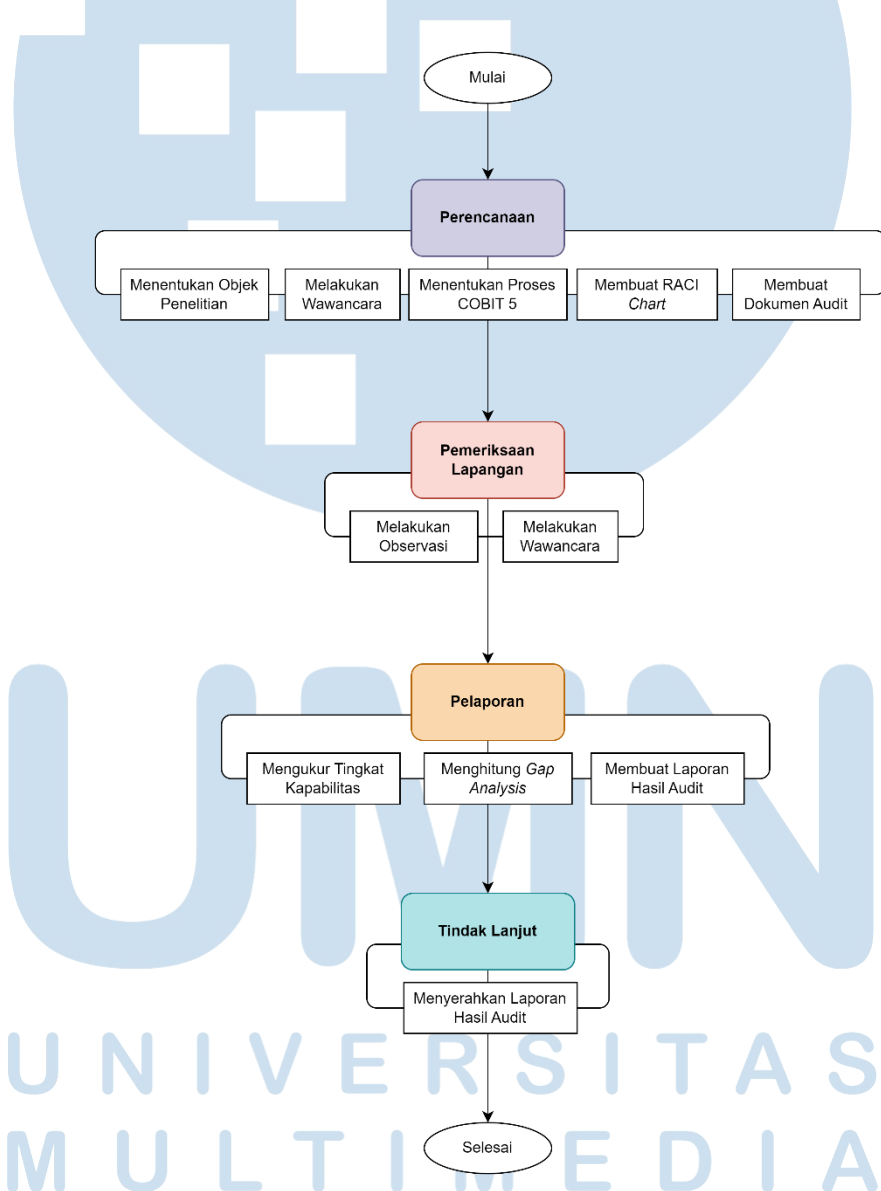 Mulai
Perencanaan
Menentukan Objek
Penelitian
Melakukan
Wawancara
Menentukan Proses
COBIT 5
Membuat RACI
Chart
Membuat
Dokumen Audit
Pemeriksaan
Lapangan
Melakukan
Observasi
Melakukan
Wawancara
Pelaporan
Mengukur Tingkat
Kapabilitas
Menghitung Gap
Analysis
Membuat Laporan
Hasil Audit
UMN
Tindak Lanjut
Menyerahkan Laporan
Hasil Audit
UNIVERSITAS
Selesai
MULTIMEDIA